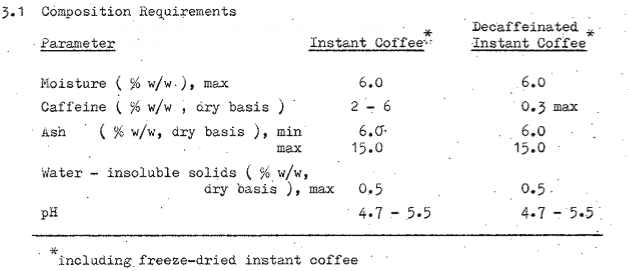 3.1 Composition Requirements
Parameter Instant Coffee* Decaffeinated Instant Coffee*
Moisture ( % w/w ), max 6.0 6.0
Caffeine ( % w/w , dry basis ) 2 - 6 0.3 max
Ash ( % w/w, dry basis ), min 6.0 6.0
max 15.0 15.0
Water - insoluble solids ( % w/w,
dry basis ), max 0.5 0.5
pH 4.7 - 5.5 4.7 - 5.5
*including freeze-dried instant coffee